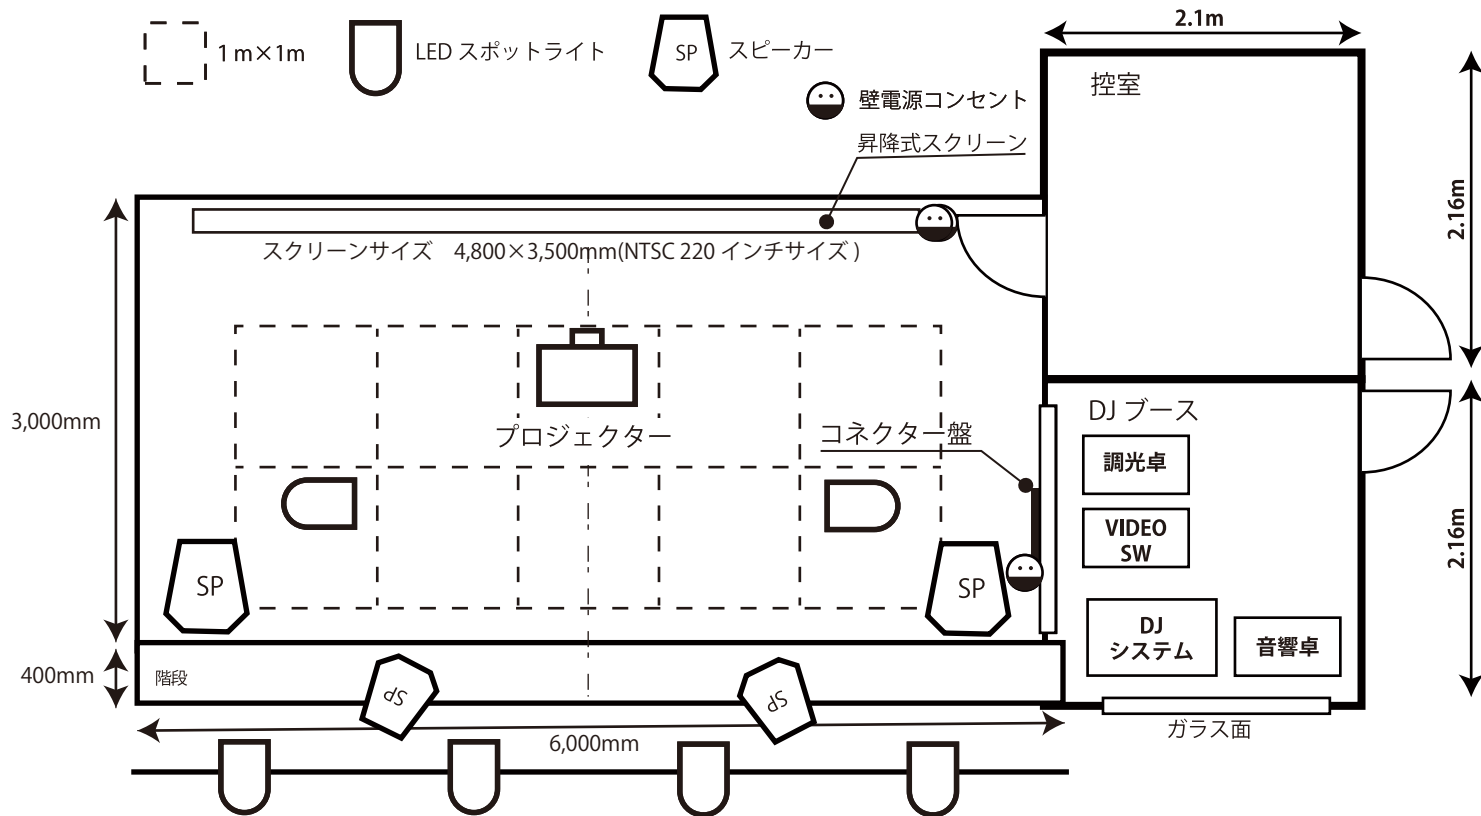 2.1m
1m×1m
LED スポットライト
SP
スピーカー
控室
壁電源コンセント
昇降式スクリーン
2.16m
スクリーンサイズ 4,800×3,500mm(NTSC 220 インチサイズ)
3,000mm
プロジェクター
コネクター盤
DJ ブース
調光卓
VIDEO
SW
2.16m
SP
SP
DJ
システム
音響卓
400mm
階段
SP
SP
6,000mm
ガラス面